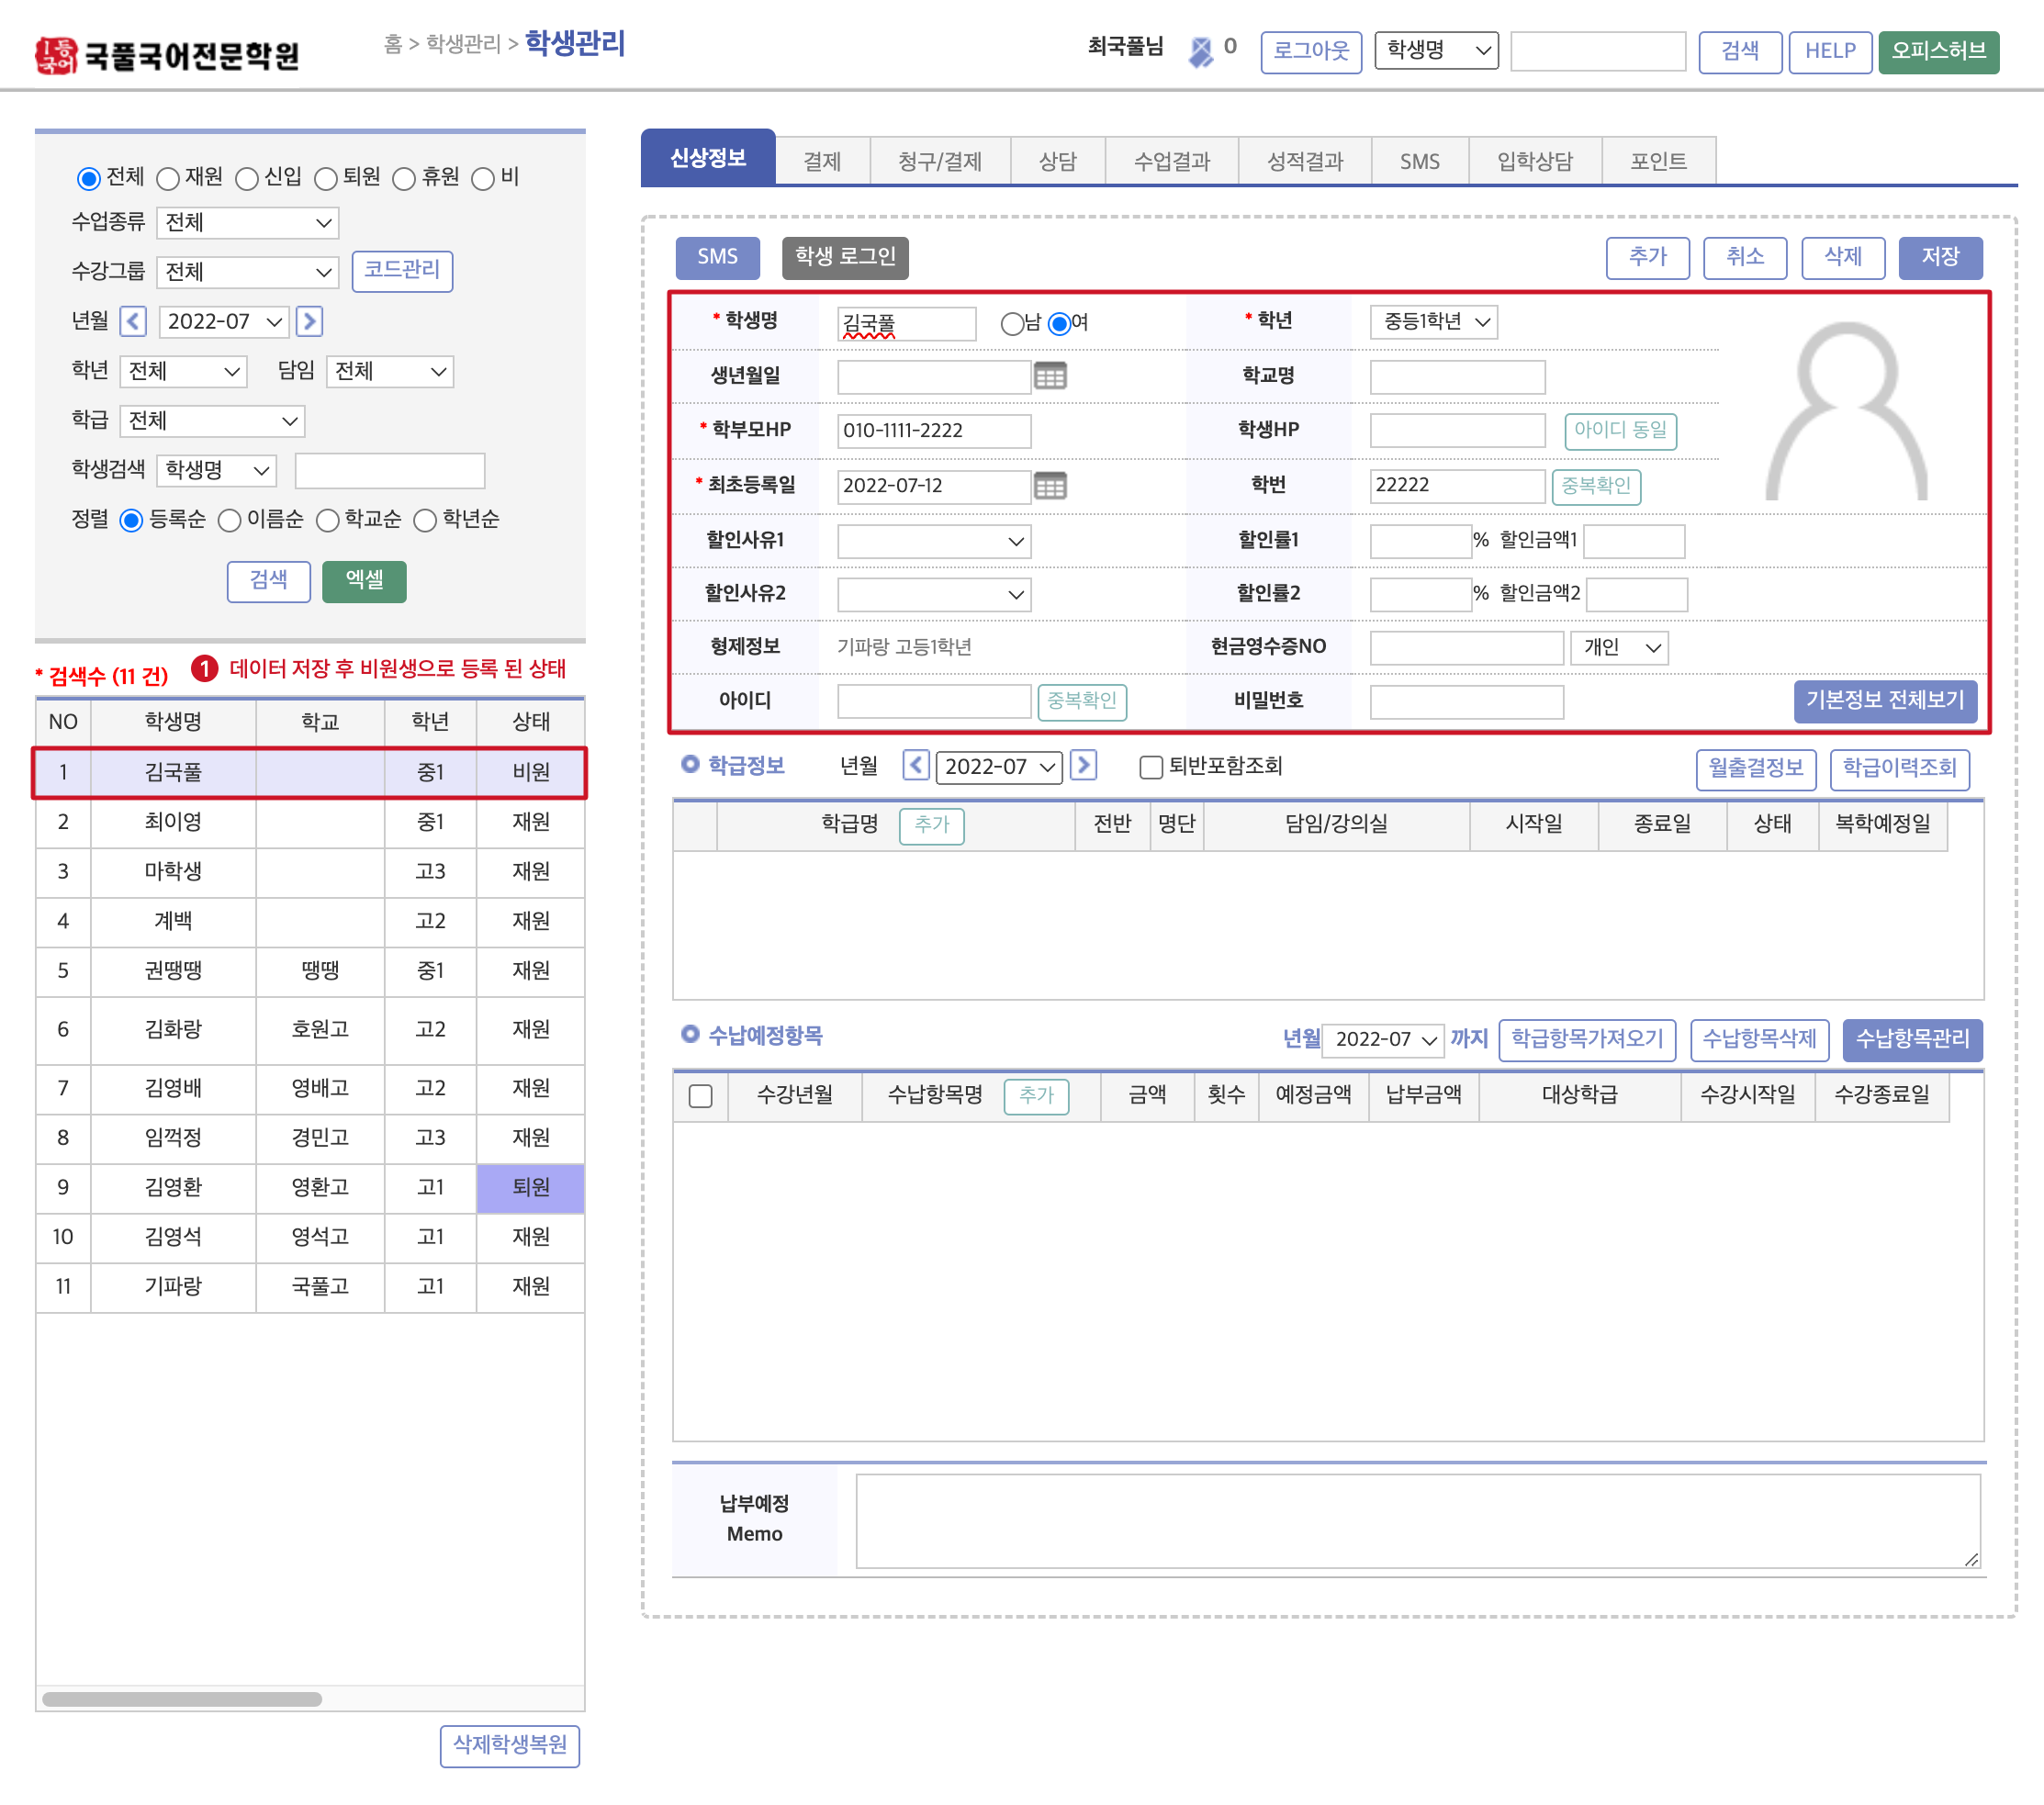 1등국어 국풀국어전문학원
홈 > 학생관리 > 학생관리
최국풀님 0 로그아웃 학생명 검색 HELP 오피스허브
전체 재원 신입 퇴원 휴원 비
수업종류 전체
수강그룹 전체 코드관리
년월 < 2022-07 >
학년 전체 담임 전체
학급 전체
학생검색 학생명
정렬 등록순 이름순 학교순 학년순
검색 엑셀
* 검색수 (11 건) 1 데이터 저장 후 비원생으로 등록 된 상태
NO 학생명 학교 학년 상태
1 김국풀 중1 비원
2 최이영 중1 재원
3 마학생 고3 재원
4 계백 고2 재원
5 권땡땡 땡땡 중1 재원
6 김화랑 호원고 고2 재원
7 김영배 영배고 고2 재원
8 임꺽정 경민고 고3 재원
9 김영환 영환고 고1 퇴원
10 김영석 영석고 고1 재원
11 기파랑 국풀고 고1 재원
삭제학생복원
신상정보 결제 청구/결제 상담 수업결과 성적결과 SMS 입학상담 포인트
SMS 학생 로그인 추가 취소 삭제 저장
* 학생명 김국풀 남 여 * 학년 중등1학년
생년월일 학교명
* 학부모HP 010-1111-2222 학생HP 아이디 동일
* 최초등록일 2022-07-12 학번 22222 중복확인
할인사유1 할인률1 % 할인금액1
할인사유2 할인률2 % 할인금액2
형제정보 기파랑 고등1학년 현금영수증NO 개인
아이디 중복확인 비밀번호 기본정보 전체보기
학급정보 년월 < 2022-07 > 퇴반포함조회 월출결정보 학급이력조회
학급명 추가 전반 명단 담임/강의실 시작일 종료일 상태 복학예정일
수납예정항목 년월 2022-07 까지 학급항목가져오기 수납항목삭제 수납항목관리
수강년월 수납항목명 추가 금액 횟수 예정금액 납부금액 대상학급 수강시작일 수강종료일
납부예정
Memo